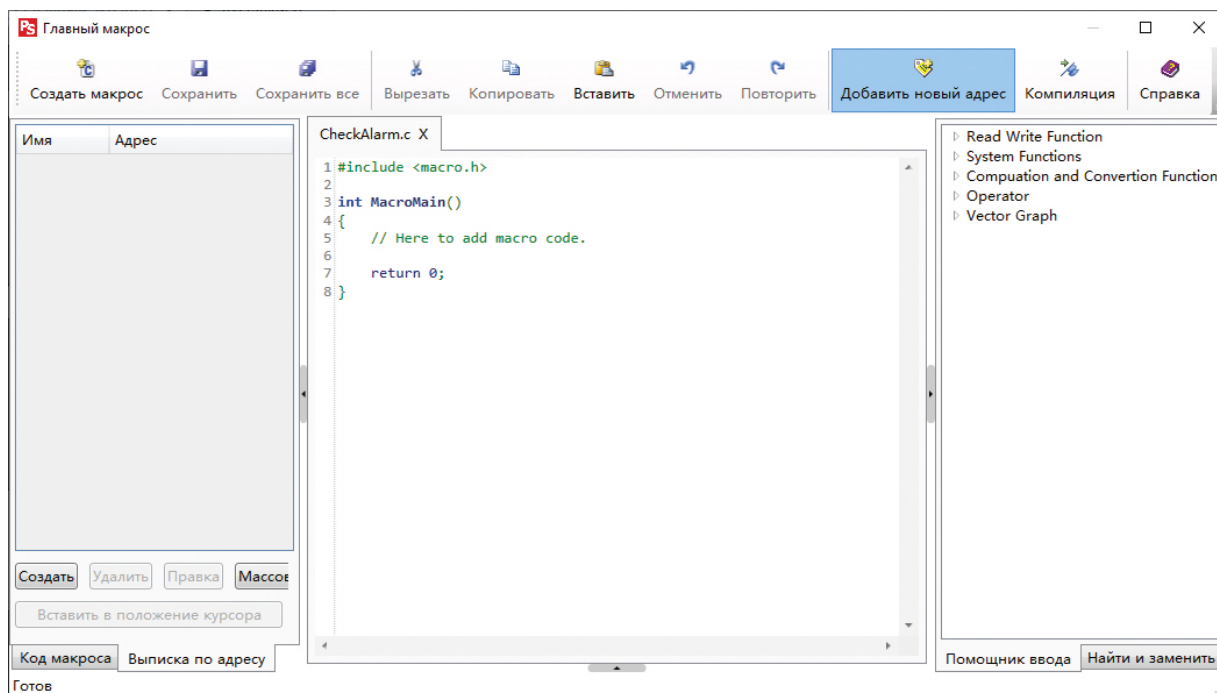 PS Главный макрос
Создать макрос Сохранить Сохранить все Вырезать Копировать Вставить Отменить Повторить Добавить новый адрес Компиляция Справка
Имя Адрес
CheckAlarm.c X
1 #include <macro.h>
2
3 int MacroMain()
4 {
5 // Here to add macro code.
6
7 return 0;
8 }
Read Write Function
System Functions
Compuation and Convertion Function
Operator
Vector Graph
Создать Удалить Правка Массов
Вставить в положение курсора
Код макроса Выписка по адресу
Помощник ввода Найти и заменить
Готов